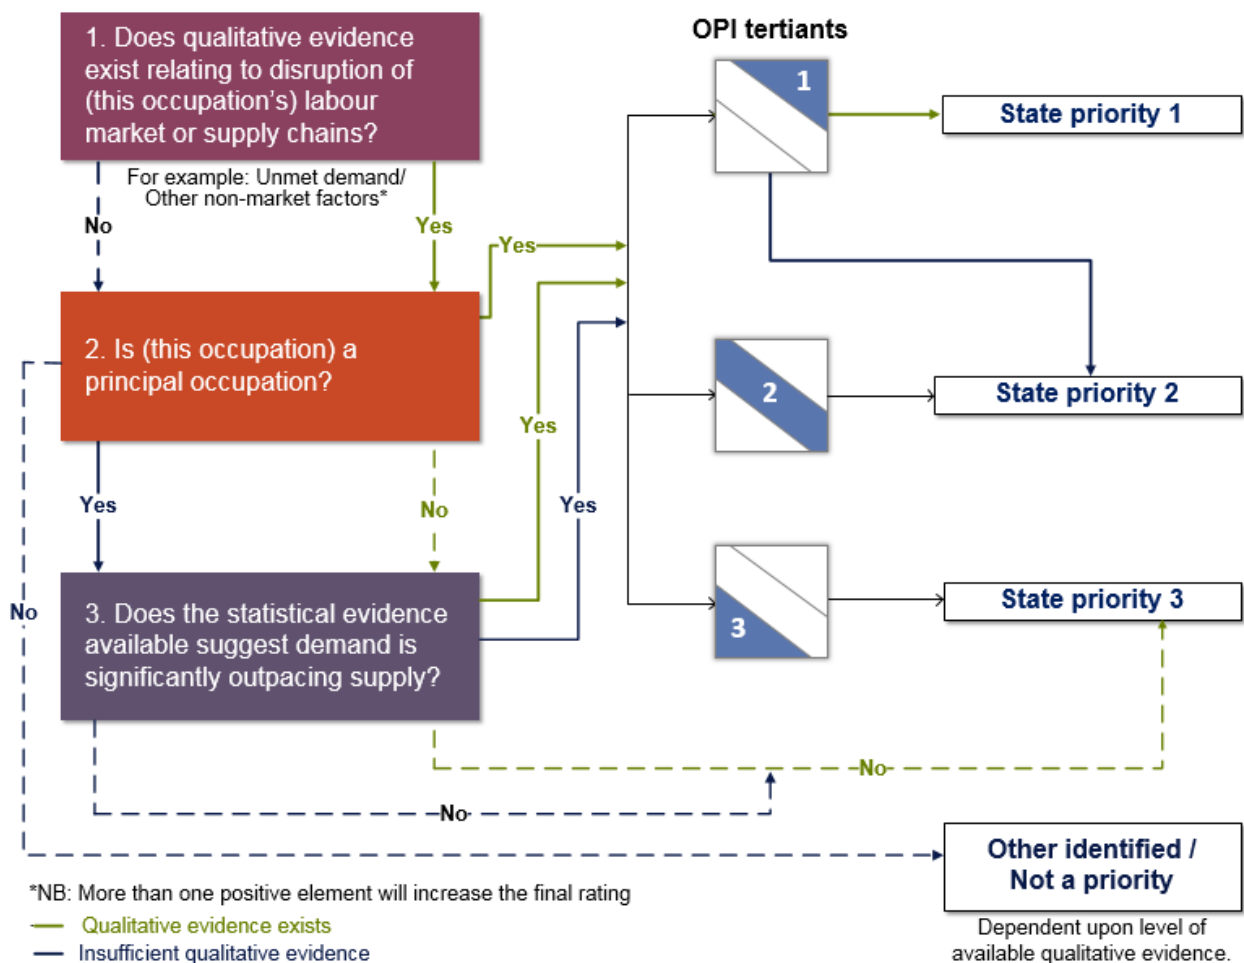 1. Does qualitative evidence
exist relating to disruption of
(this occupation's) labour
market or supply chains?
For example: Unmet demand/
Other non-market factors*
No
Yes
Yes
2. Is (this occupation) a
principal occupation?
Yes
No
Yes
Yes
No
3. Does the statistical evidence
available suggest demand is
significantly outpacing supply?
No
No
OPI tertiants
1
State priority 1
2
State priority 2
3
State priority 3
Other identified /
Not a priority
Dependent upon level of
available qualitative evidence.
*NB: More than one positive element will increase the final rating
Qualitative evidence exists
Insufficient qualitative evidence